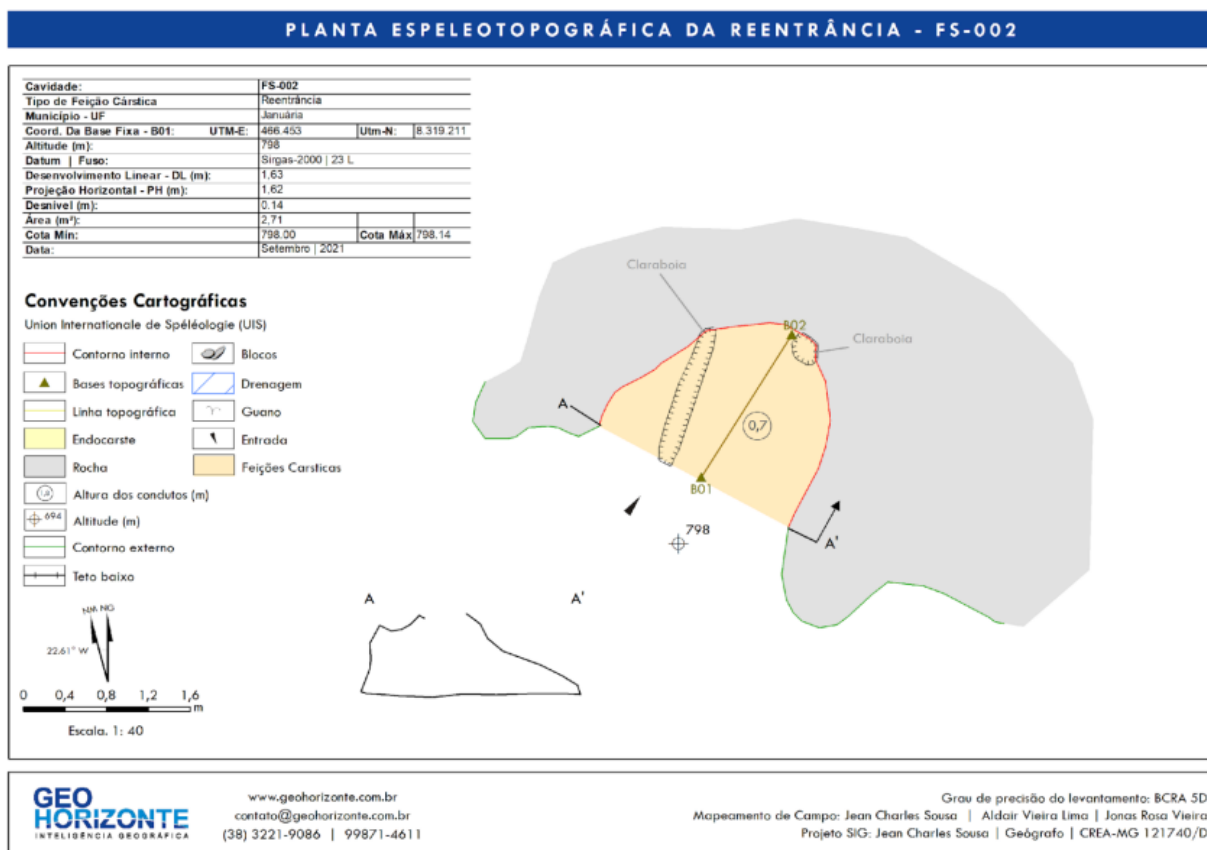 PLANTA ESPELEOTOPOGRÁFICA DA REENTRÂNCIA - FS-002
Cavidade: FS-002
Tipo de Feição Cárstica Reentrância
Município - UF Januária
Coord. Da Base Fixa - B01: UTM-E: 466.453 Utm-N: 8.319.211
Altitude (m): 798
Datum | Fuso: Sirgas-2000 | 23 L
Desenvolvimento Linear - DL (m): 1,63
Projeção Horizontal - PH (m): 1,62
Desnível (m): 0.14
Área (m²): 2,71
Cota Min: 798.00 Cota Máx 798.14
Data: Setembro | 2021
Convenções Cartográficas
Union Internationale de Spéléologie (UIS)
Contorno interno Blocos
Bases topográficas Drenagem
Linha topográfica Guano
Endocarste Entrada
Rocha Feições Carsticas
Altura dos condutos (m)
694 Altitude (m)
Contorno externo
Teto baixo
NM NG
22.61° W
0 0,4 0,8 1,2 1,6
m
Escala. 1: 40
Claraboia
B02
Claraboia
A
0,7
B01
A'
798
A A'
GEO
HORIZONTE
INTELIGÊNCIA GEOGRÁFICA
www.geohorizonte.com.br
contato@geohorizonte.com.br
(38) 3221-9086 | 99871-4611
Grau de precisão do levantamento: BCRA 5D
Mapeamento de Campo: Jean Charles Sousa | Aldair Vieira Lima | Jonas Rosa Vieira
Projeto SIG: Jean Charles Sousa | Geógrafo | CREA-MG 121740/D